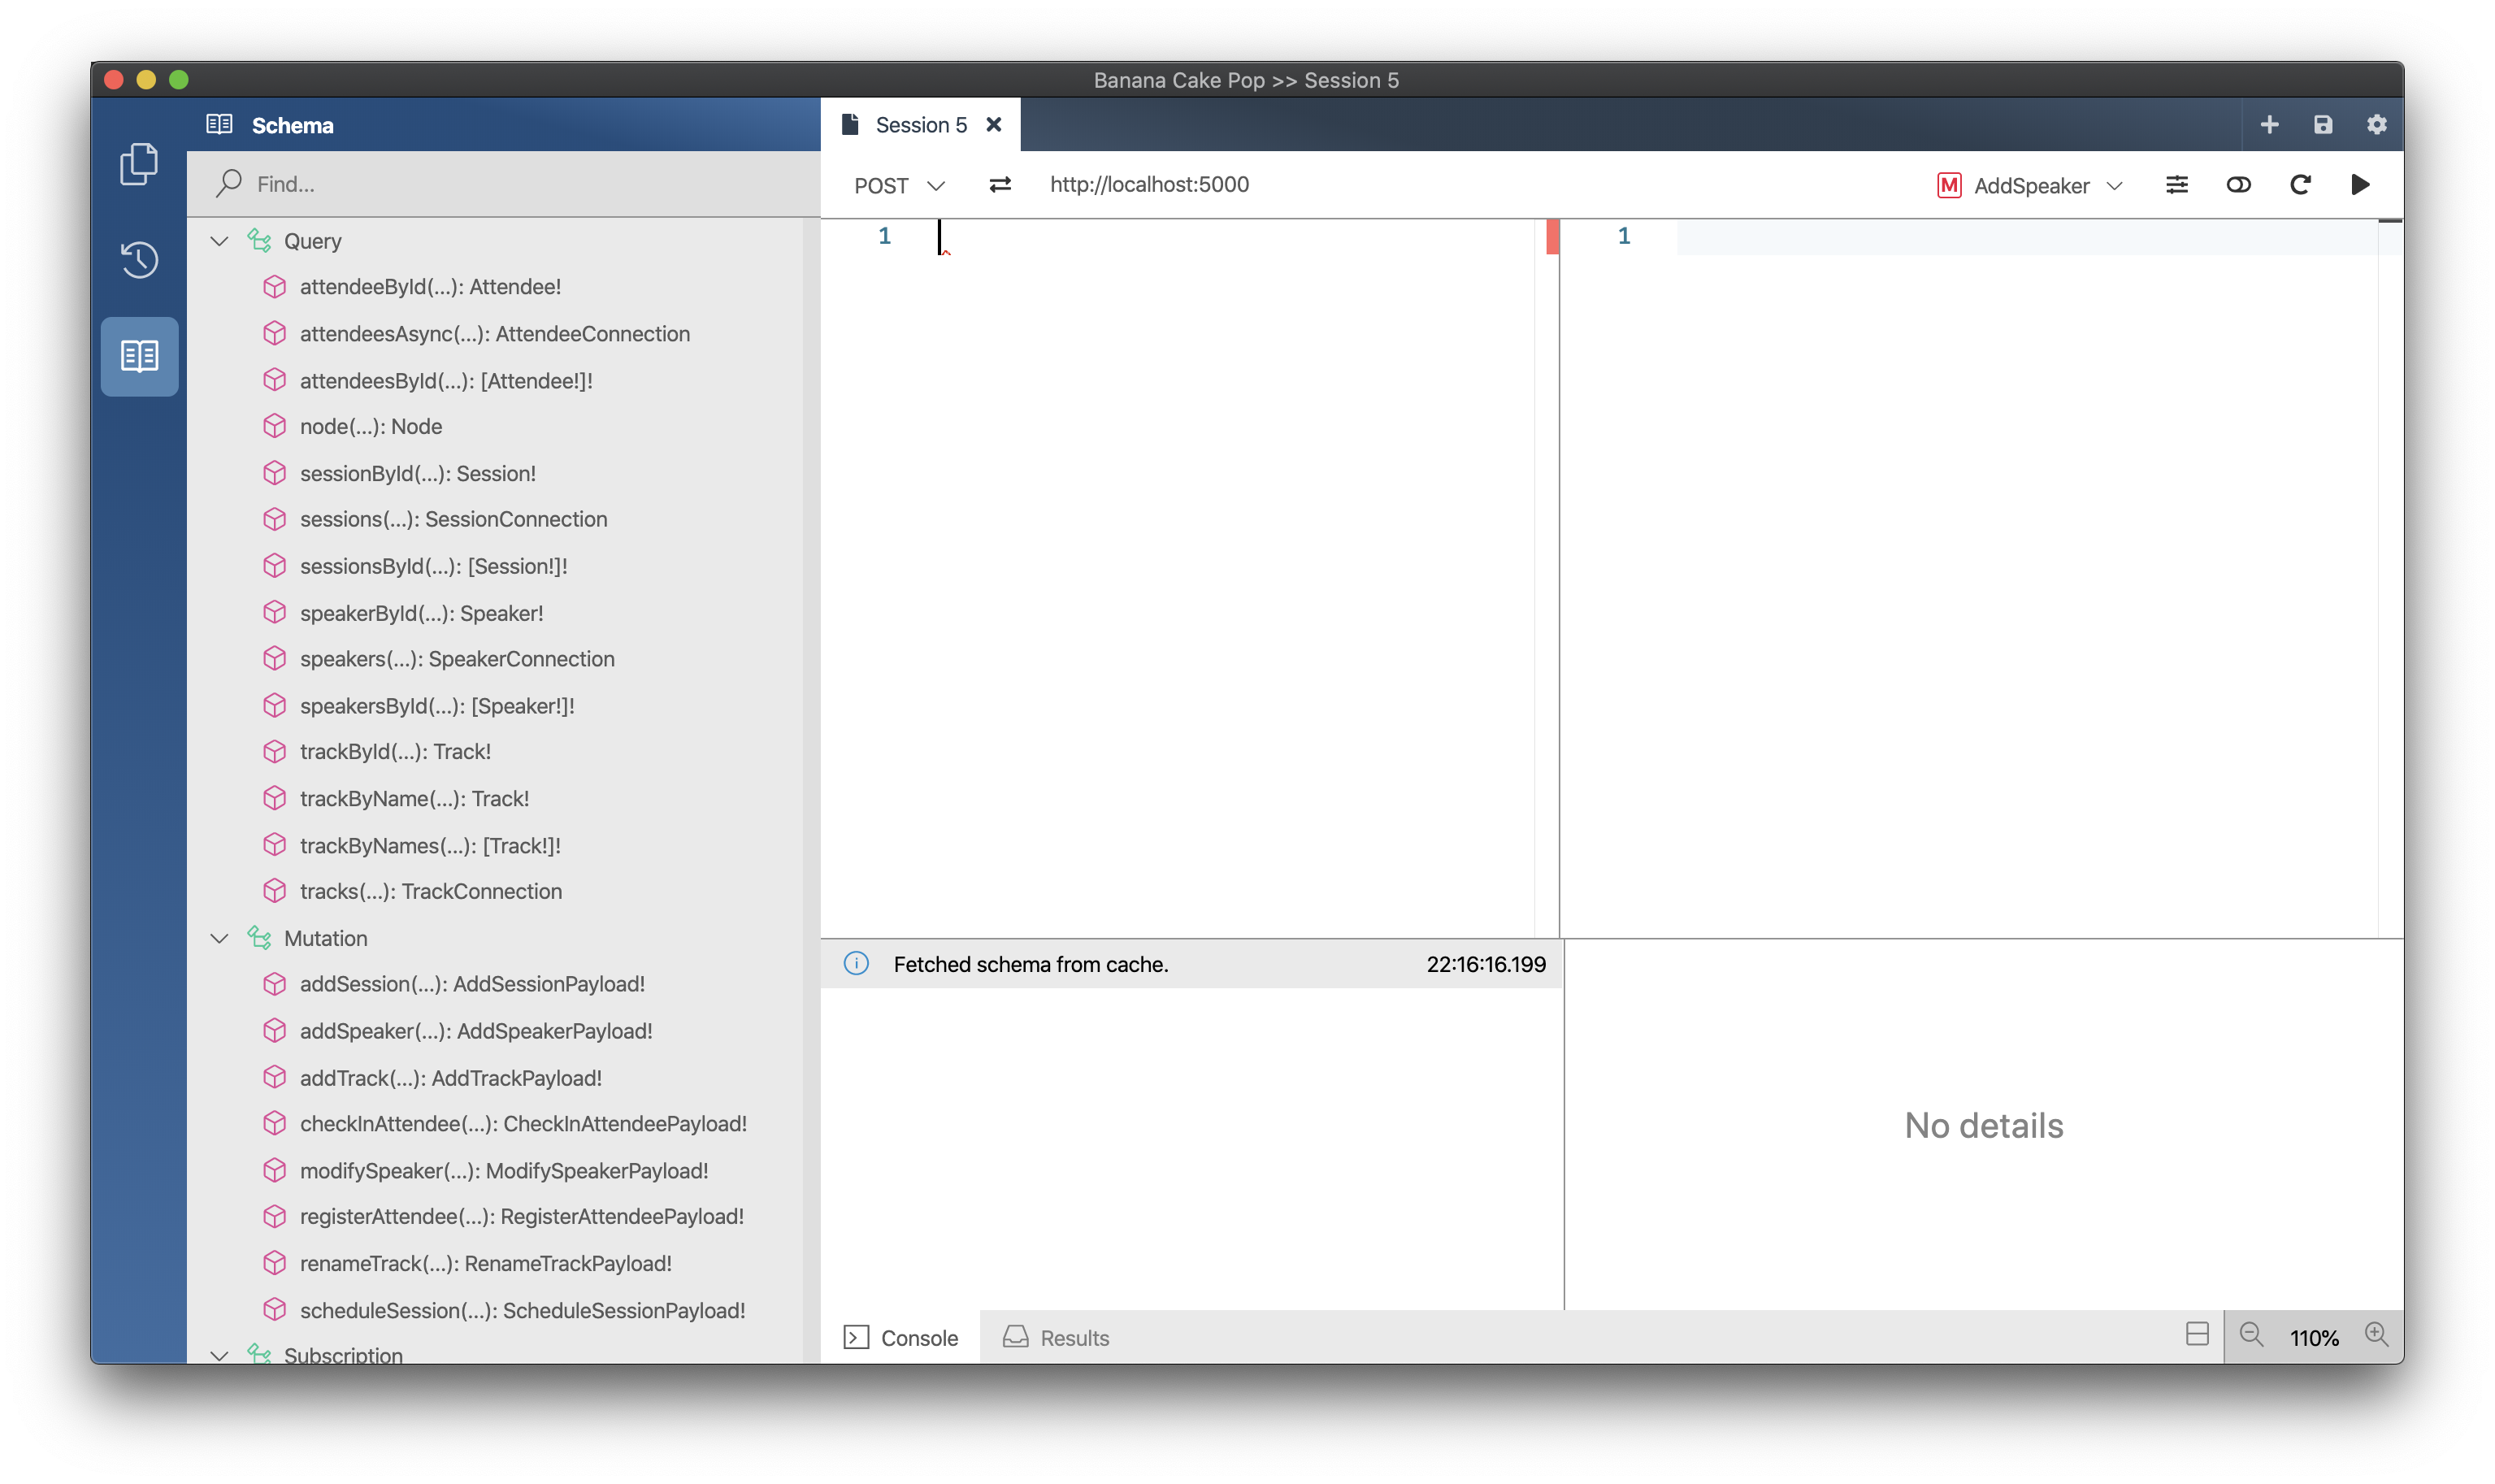 Banana Cake Pop >> Session 5
Schema
Session 5
Find...
POST
http://localhost:5000
M AddSpeaker
Query
attendeeById(...): Attendee!
attendeesAsync(...): AttendeeConnection
attendeesById(...): [Attendee!]!
node(...): Node
sessionById(...): Session!
sessions(...): SessionConnection
sessionsById(...): [Session!]!
speakerById(...): Speaker!
speakers(...): SpeakerConnection
speakersById(...): [Speaker!]!
trackById(...): Track!
trackByName(...): Track!
trackByNames(...): [Track!]!
tracks(...): TrackConnection
Mutation
addSession(...): AddSessionPayload!
addSpeaker(...): AddSpeakerPayload!
addTrack(...): AddTrackPayload!
checkInAttendee(...): CheckInAttendeePayload!
modifySpeaker(...): ModifySpeakerPayload!
registerAttendee(...): RegisterAttendeePayload!
renameTrack(...): RenameTrackPayload!
scheduleSession(...): ScheduleSessionPayload!
Subscription
1
1
Fetched schema from cache. 22:16:16.199
No details
Console
Results
110%